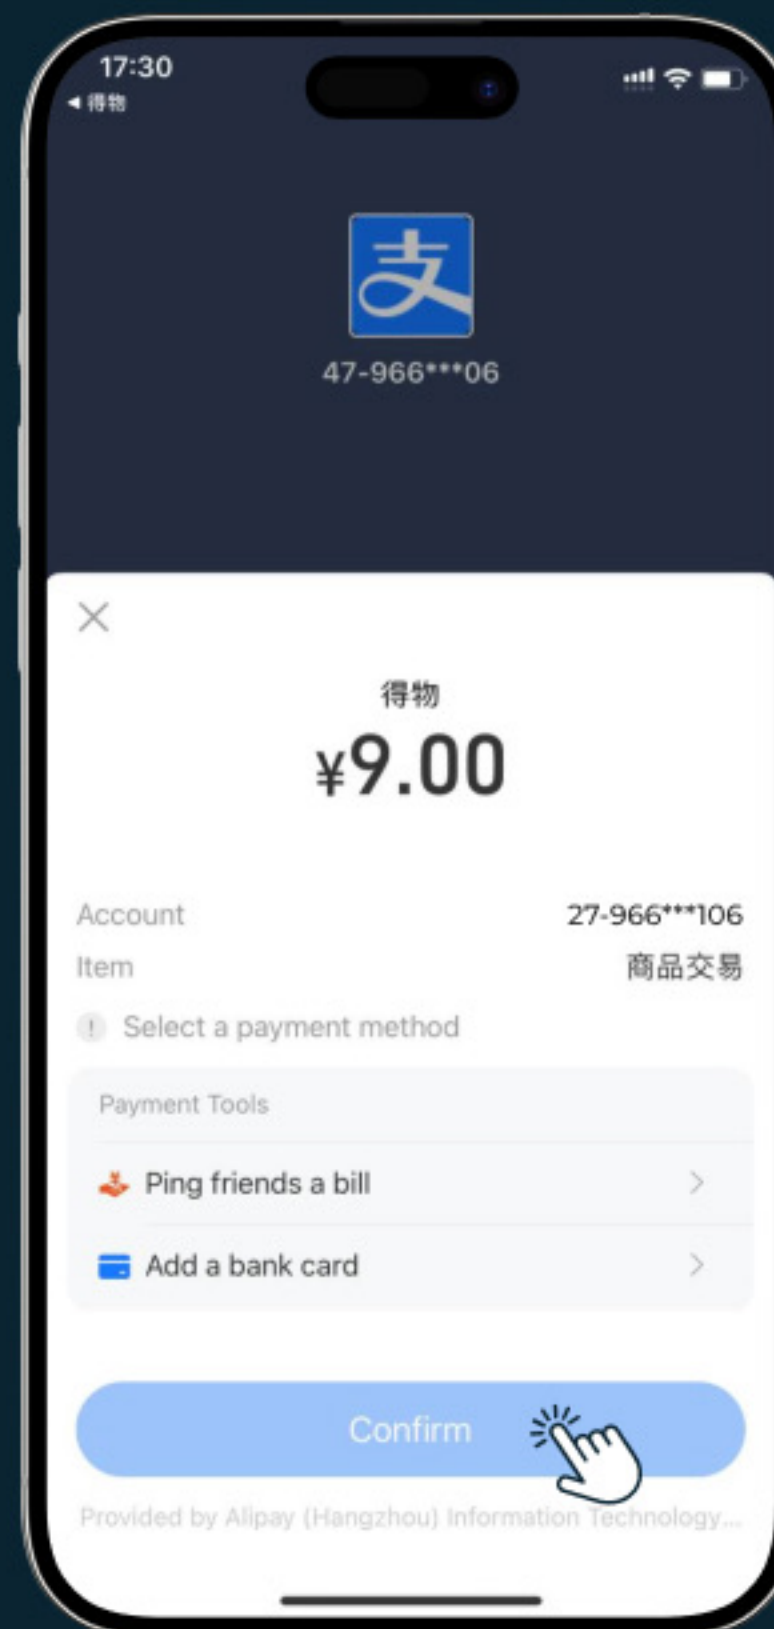 17:30
◀ 得物
支
47-966***06
得物
¥9.00
Account 27-966***106
Item 商品交易
! Select a payment method
Payment Tools
Ping friends a bill
Add a bank card
Confirm
Provided by Alipay (Hangzhou) Information Technology...